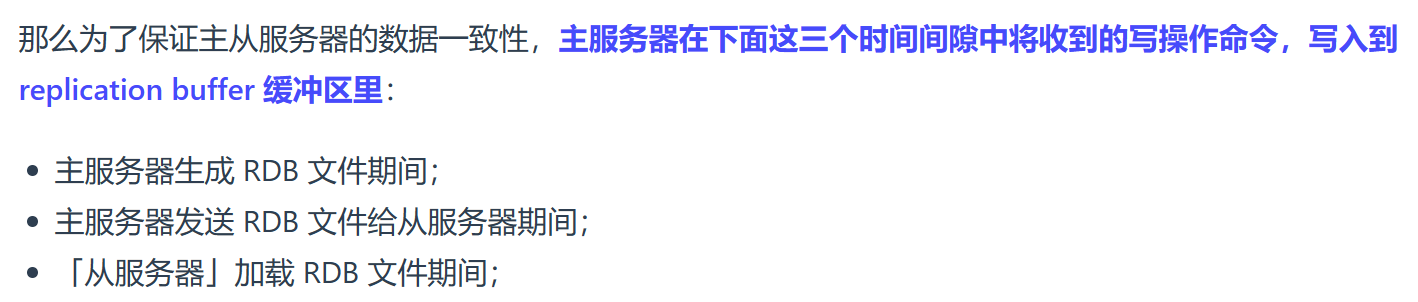 那么为了保证主从服务器的数据一致性，主服务器在下面这三个时间间隙中将收到的写操作命令，写入到
replication buffer 缓冲区里：
• 主服务器生成 RDB 文件期间；
• 主服务器发送 RDB 文件给从服务器期间；
• 「从服务器」加载 RDB 文件期间；